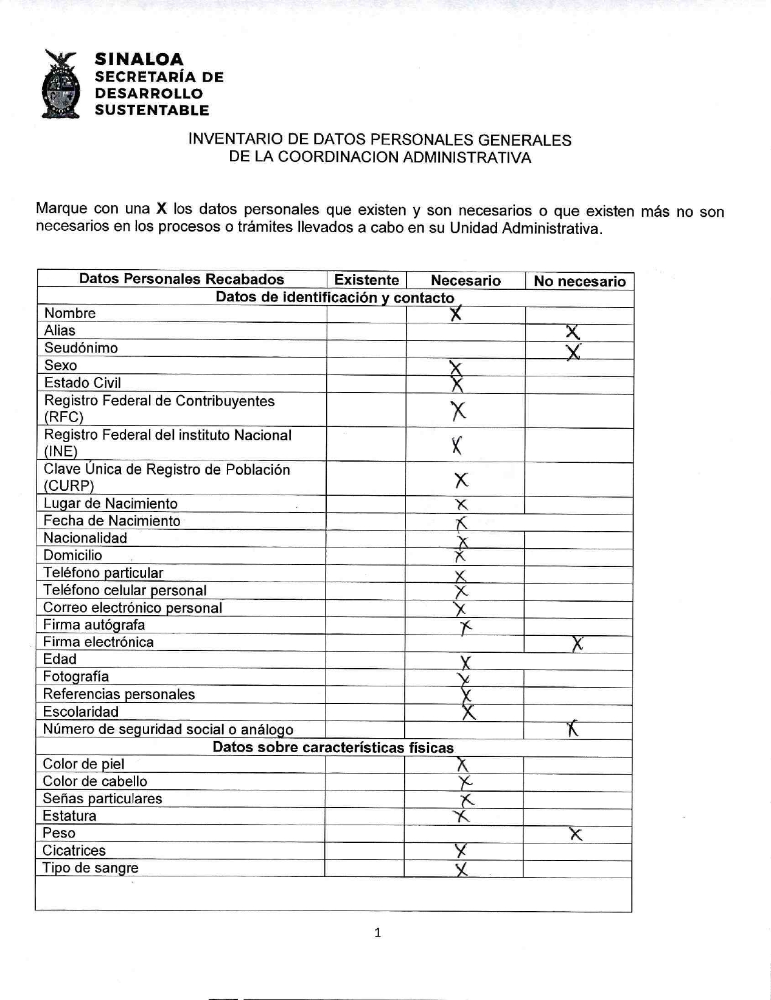 SINALOA
SECRETARÍA DE
DESARROLLO
SUSTENTABLE
INVENTARIO DE DATOS PERSONALES GENERALES
DE LA COORDINACION ADMINISTRATIVA
Marque con una X los datos personales que existen y son necesarios o que existen más no son
necesarios en los procesos o trámites llevados a cabo en su Unidad Administrativa.
Datos Personales Recabados Existente Necesario No necesario
Datos de identificación y contacto
Nombre X
Alias X
Seudónimo X
Sexo X
Estado Civil X
Registro Federal de Contribuyentes
(RFC) X
Registro Federal del instituto Nacional
(INE) X
Clave Única de Registro de Población
(CURP) X
Lugar de Nacimiento X
Fecha de Nacimiento X
Nacionalidad X
Domicilio X
Teléfono particular X
Teléfono celular personal X
Correo electrónico personal X
Firma autógrafa X
Firma electrónica X
Edad X
Fotografía X
Referencias personales X
Escolaridad X
Número de seguridad social o análogo X
Datos sobre características físicas
Color de piel X
Color de cabello X
Señas particulares X
Estatura X
Peso X
Cicatrices X
Tipo de sangre X
1